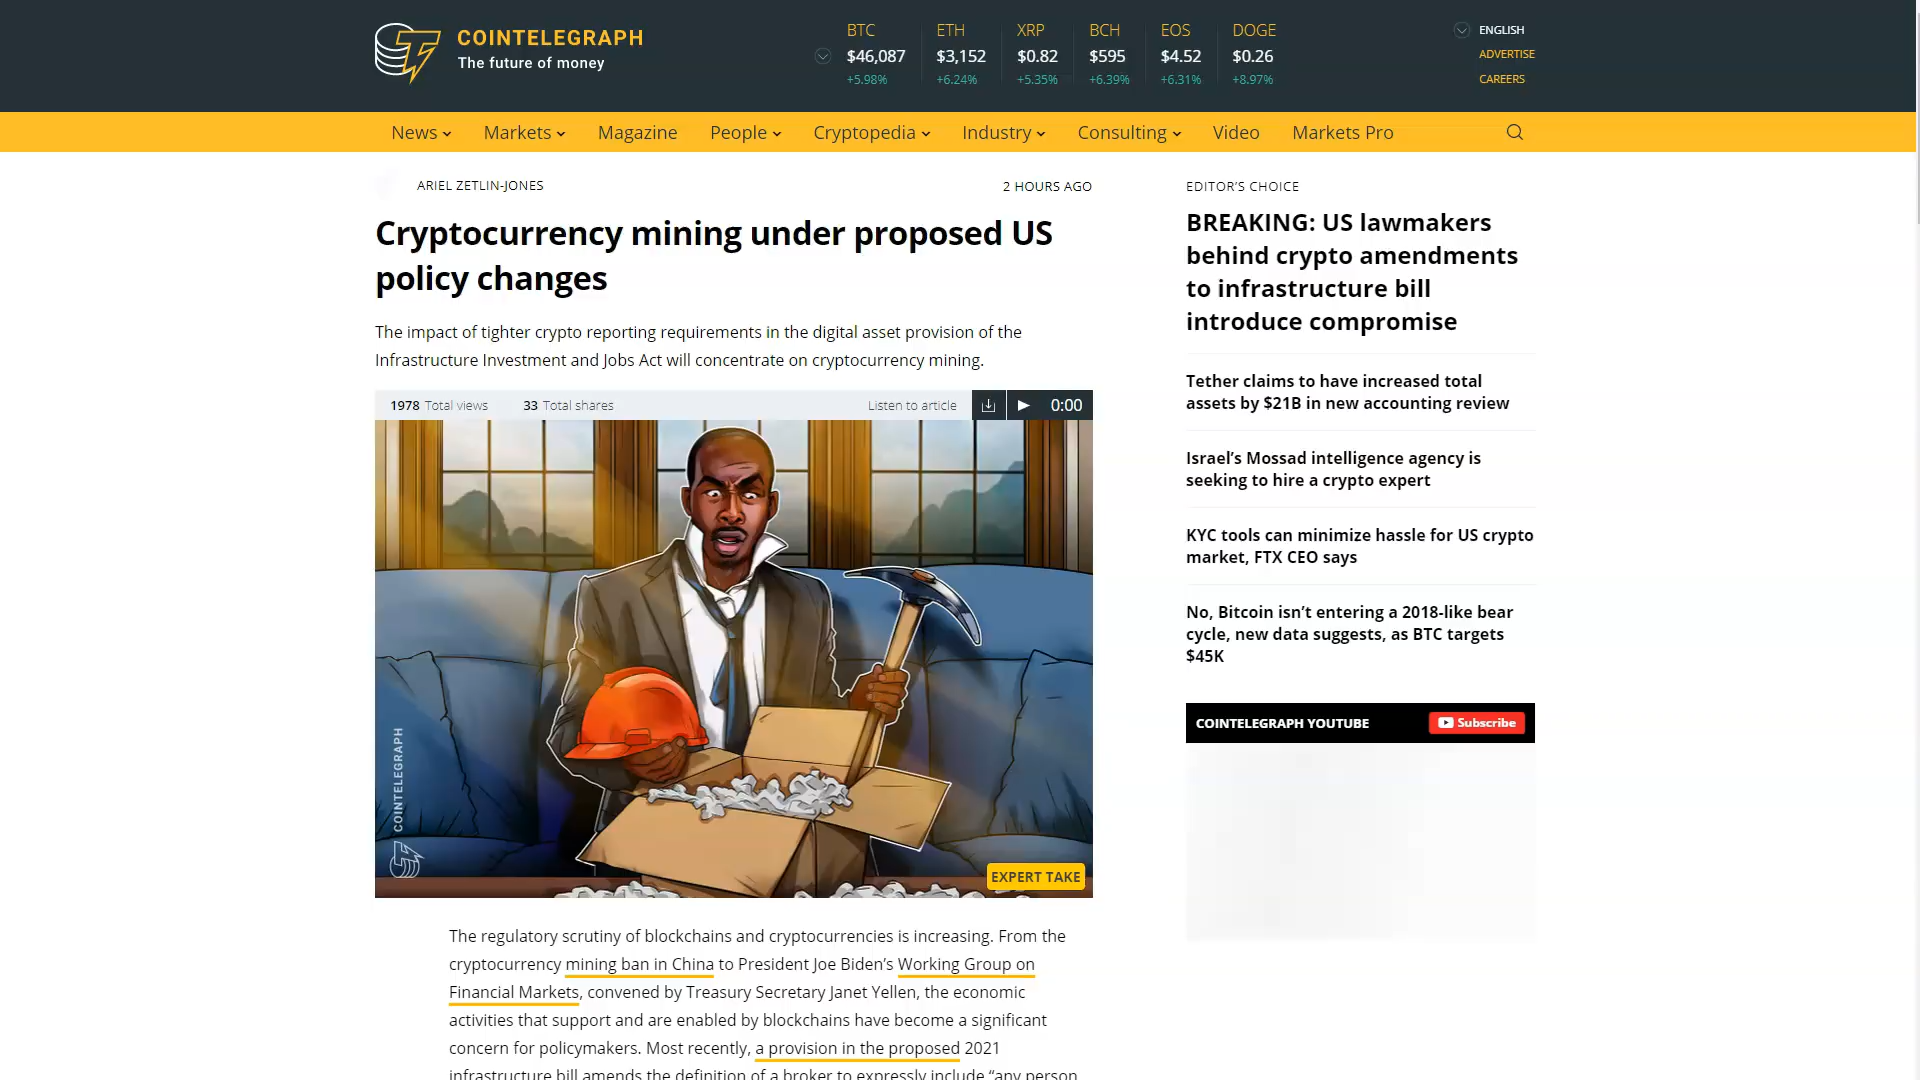 COINTELEGRAPH
The future of money
BTC
$46,087
+5.98%
ETH
$3,152
+6.24%
XRP
$0.82
+5.35%
BCH
$595
+6.39%
EOS
$4.52
+6.31%
DOGE
$0.26
+8.97%
ENGLISH
ADVERTISE
CAREERS
News
Markets
Magazine
People
Cryptopedia
Industry
Consulting
Video
Markets Pro
ARIEL ZETLIN-JONES
2 HOURS AGO
Cryptocurrency mining under proposed US
policy changes
The impact of tighter crypto reporting requirements in the digital asset provision of the
Infrastructure Investment and Jobs Act will concentrate on cryptocurrency mining.
1978 Total views
33 Total shares
Listen to article
0:00
COINTELEGRAPH
EXPERT TAKE
The regulatory scrutiny of blockchains and cryptocurrencies is increasing. From the
cryptocurrency mining ban in China to President Joe Biden’s Working Group on
Financial Markets, convened by Treasury Secretary Janet Yellen, the economic
activities that support and are enabled by blockchains have become a significant
concern for policymakers. Most recently, a provision in the proposed 2021
infrastructure bill amends the definition of a broker to expressly include “any person
EDITOR’S CHOICE
BREAKING: US lawmakers
behind crypto amendments
to infrastructure bill
introduce compromise
Tether claims to have increased total
assets by $21B in new accounting review
Israel’s Mossad intelligence agency is
seeking to hire a crypto expert
KYC tools can minimize hassle for US crypto
market, FTX CEO says
No, Bitcoin isn’t entering a 2018-like bear
cycle, new data suggests, as BTC targets
$45K
COINTELEGRAPH YOUTUBE
Subscribe